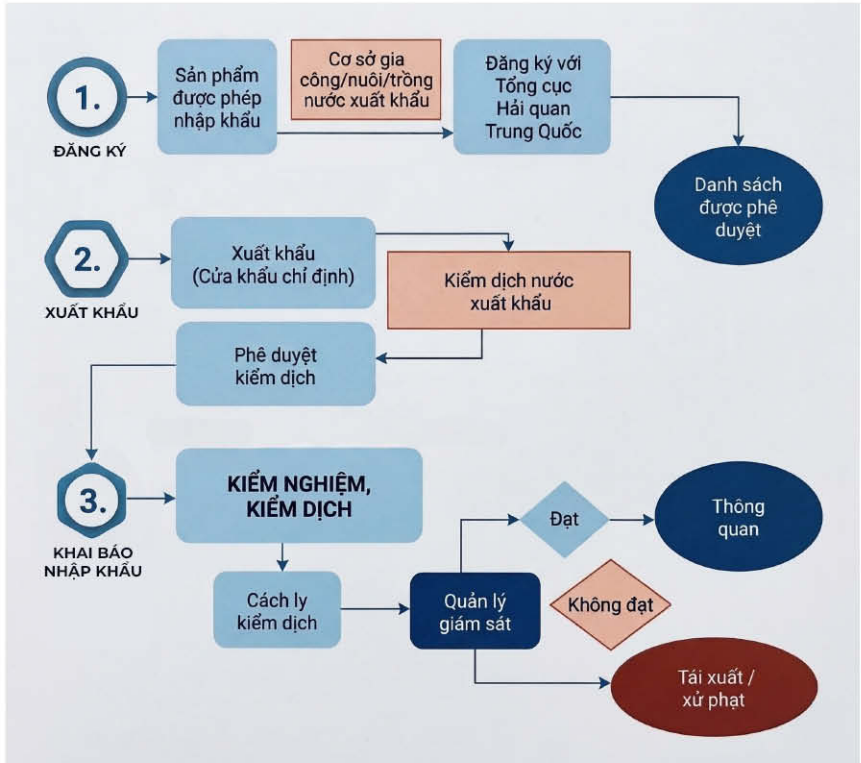 1.
ĐĂNG KÝ
Sản phẩm
được phép
nhập khẩu
Cơ sở gia
công/nuôi/trồng
nước xuất khẩu
Đăng ký với
Tổng cục
Hải quan
Trung Quốc
Danh sách
được phê
duyệt
2.
XUẤT KHẨU
Xuất khẩu
(Cửa khẩu chỉ định)
Kiểm dịch nước
xuất khẩu
Phê duyệt
kiểm dịch
3.
KHAI BÁO
NHẬP KHẨU
KIỂM NGHIỆM,
KIỂM DỊCH
Cách ly
kiểm dịch
Quản lý
giám sát
Đạt
Thông
quan
Không đạt
Tái xuất /
xử phạt